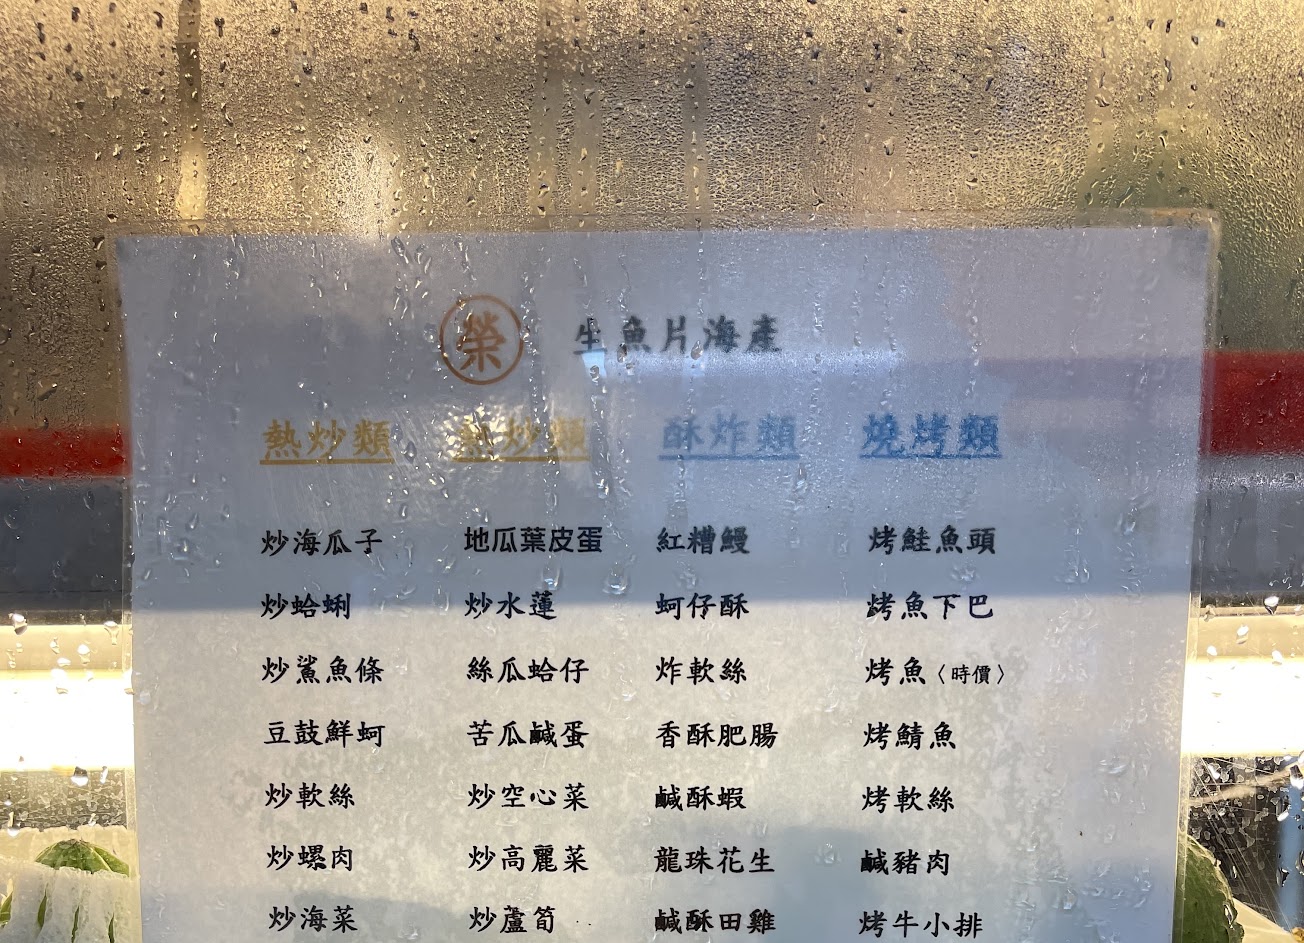 榮 生魚片海產
熱炒類 熱炒類 酥炸類 燒烤類
炒海瓜子 地瓜葉皮蛋 紅糟鰻 烤鮭魚頭
炒蛤蜊 炒水蓮 蚵仔酥 烤魚下巴
炒鯊魚條 絲瓜蛤仔 炸軟絲 烤魚〈時價〉
豆鼓鮮蚵 苦瓜鹹蛋 香酥肥腸 烤鯖魚
炒軟絲 炒空心菜 鹹酥蝦 烤軟絲
炒螺肉 炒高麗菜 龍珠花生 鹹豬肉
炒海菜 炒蘆筍 鹹酥田雞 烤牛小排